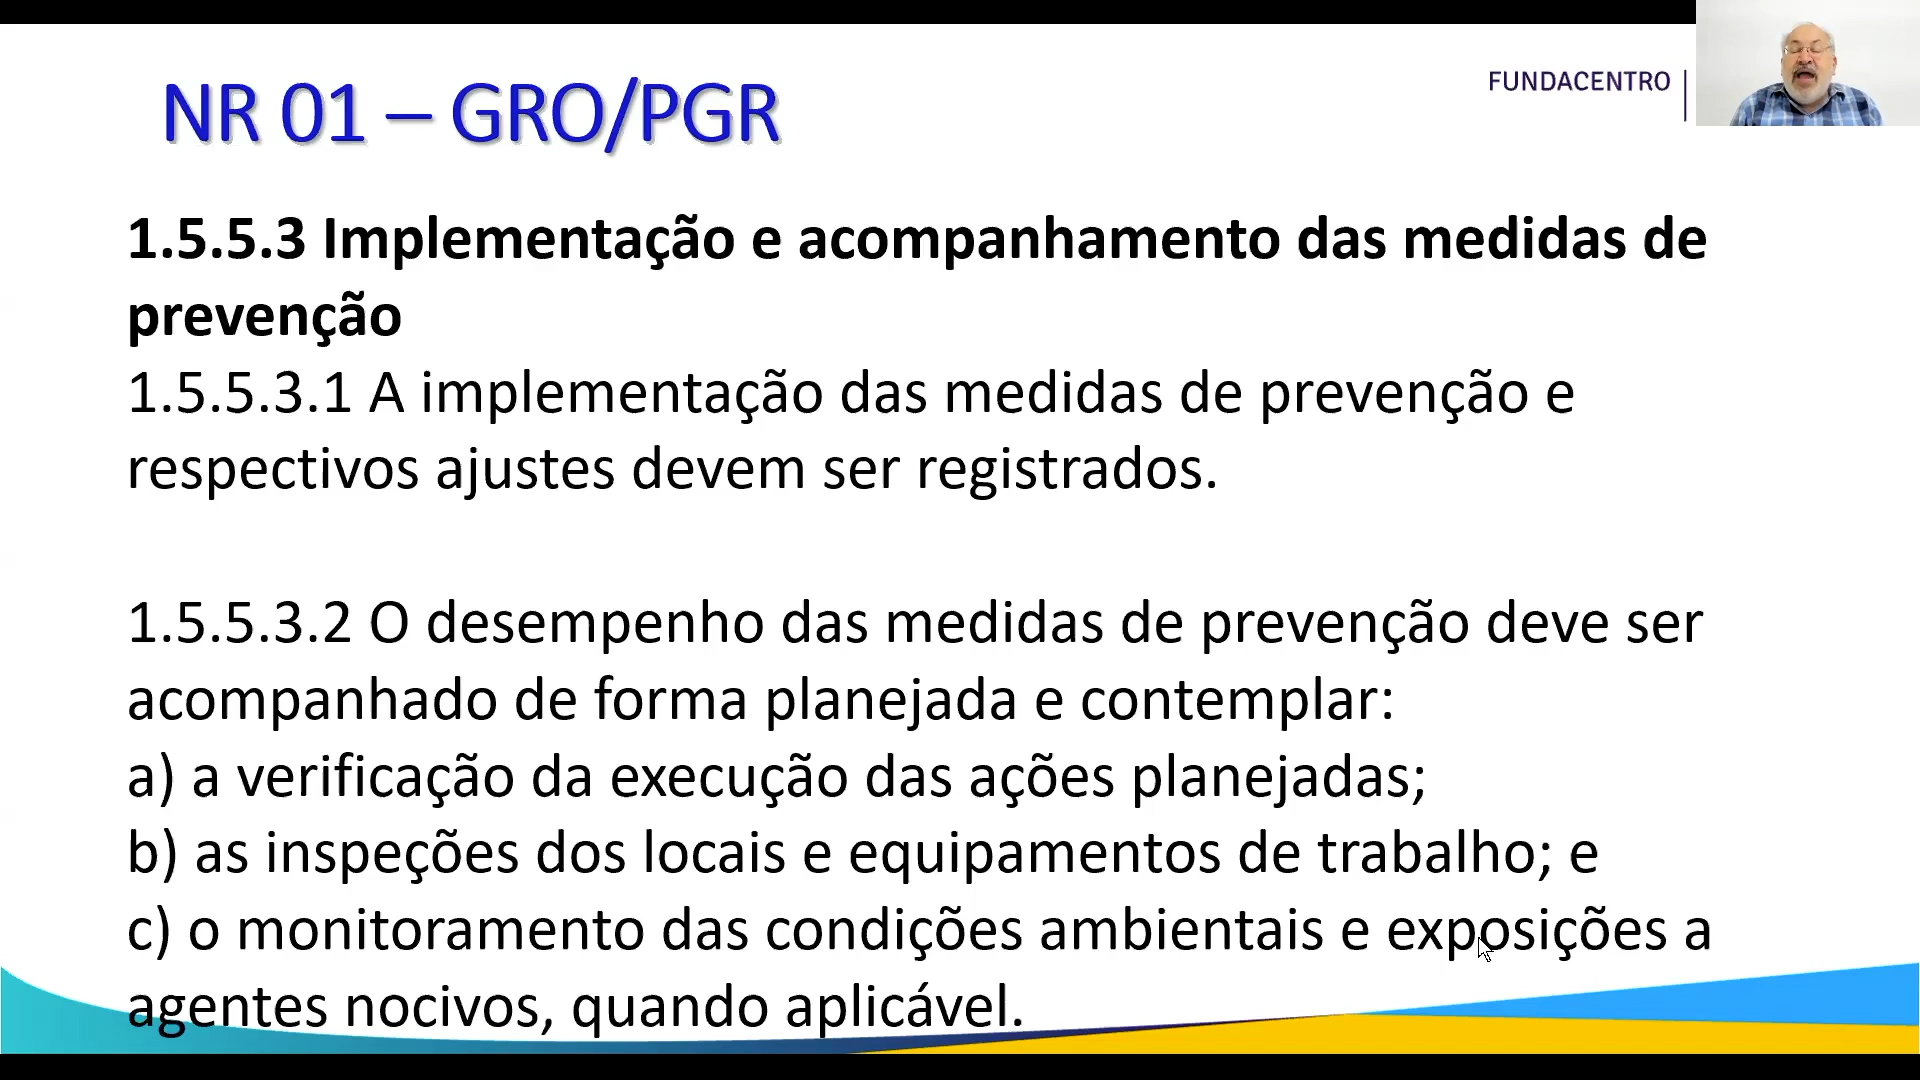 NR 01 – GRO/PGR
FUNDACENTRO
1.5.5.3 Implementação e acompanhamento das medidas de
prevenção
1.5.5.3.1 A implementação das medidas de prevenção e
respectivos ajustes devem ser registrados.
1.5.5.3.2 O desempenho das medidas de prevenção deve ser
acompanhado de forma planejada e contemplar:
a) a verificação da execução das ações planejadas;
b) as inspeções dos locais e equipamentos de trabalho; e
c) o monitoramento das condições ambientais e exposições a
agentes nocivos, quando aplicável.